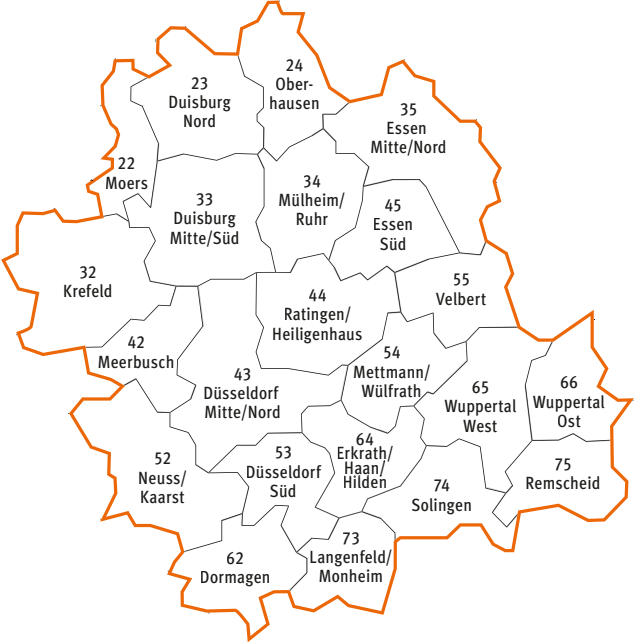 24
Ober-
hausen
23
Duisburg
Nord
35
Essen
Mitte/Nord
22
Moers
34
Mülheim/
Ruhr
33
Duisburg
Mitte/Süd
45
Essen
Süd
32
Krefeld
55
Velbert
44
Ratingen/
Heiligenhaus
42
Meerbusch
54
Mettmann/
Wülfrath
43
Düsseldorf
Mitte/Nord
65
Wuppertal
West
66
Wuppertal
Ost
64
Erkrath/
Haan/
Hilden
53
Düsseldorf
Süd
52
Neuss/
Kaarst
75
Remscheid
74
Solingen
73
Langenfeld/
Monheim
62
Dormagen